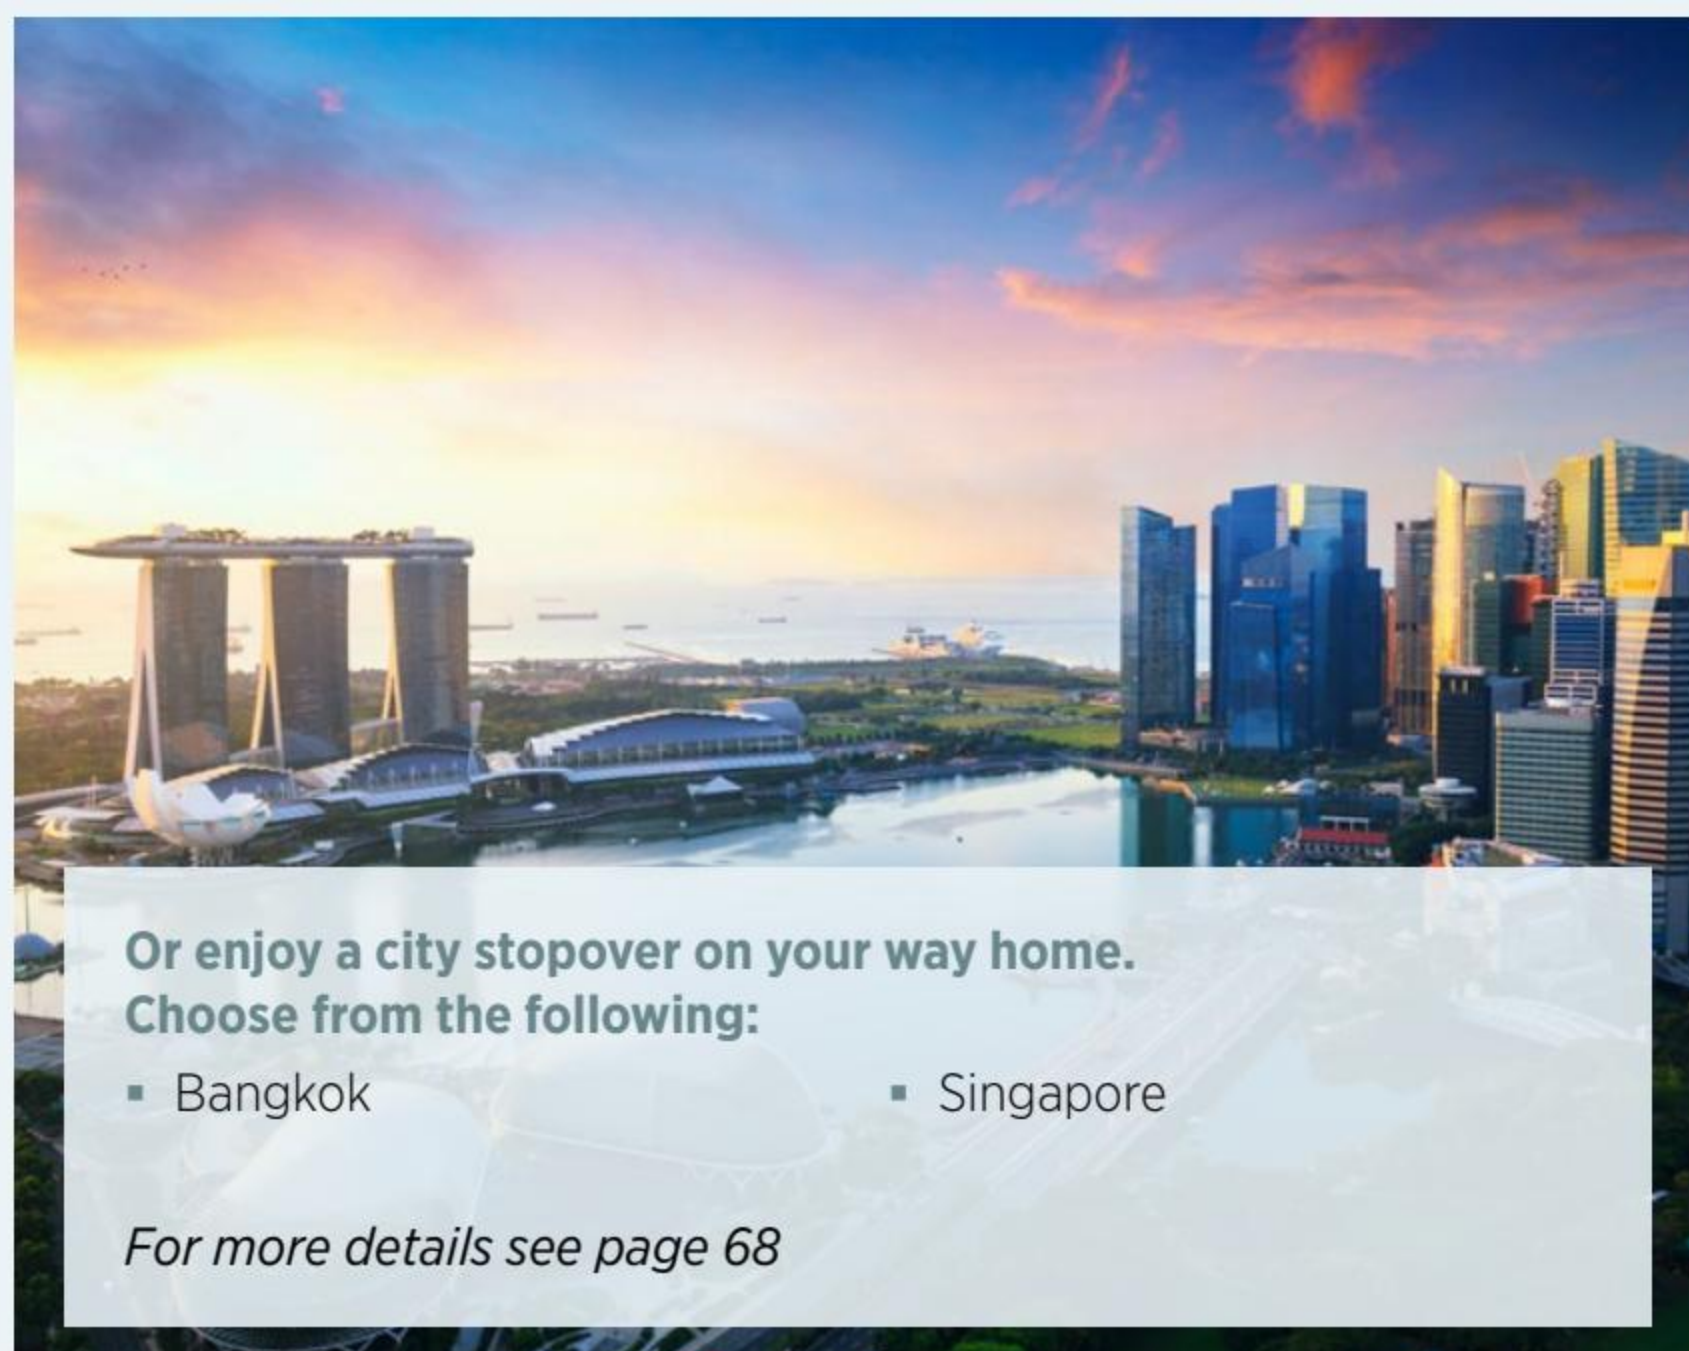 Or enjoy a city stopover on your way home.
Choose from the following:
▪ Bangkok
▪ Singapore
For more details see page 68